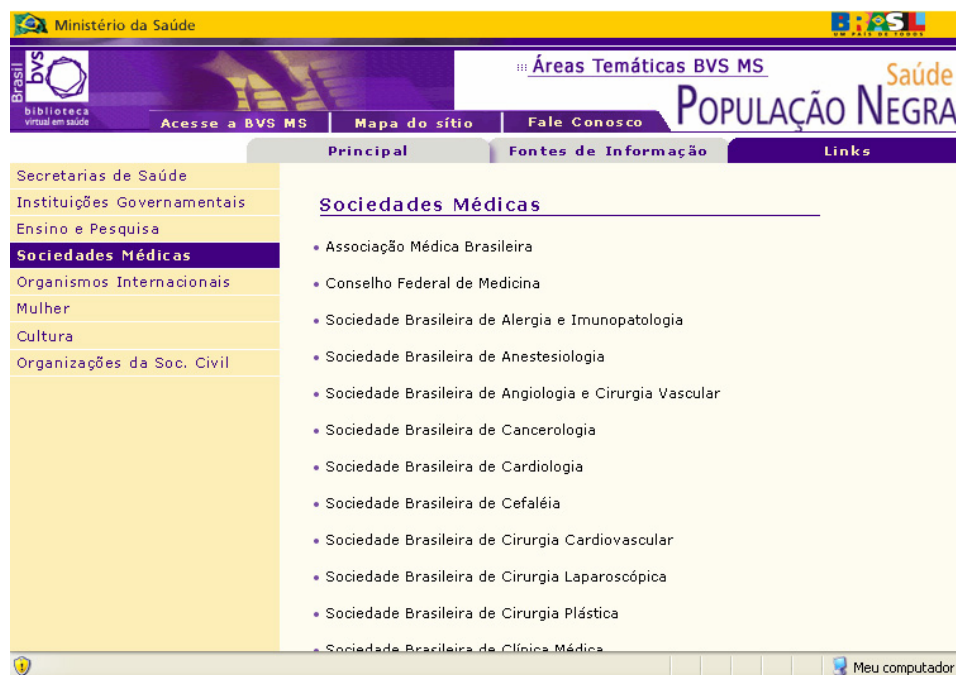 Ministério da Saúde
BRASIL
UM PAÍS DE TODOS
Brasil
bvs
biblioteca
virtual em saúde
Áreas Temáticas BVS MS
Saúde
POPULAÇÃO NEGRA
Acesse a BVS MS
Mapa do sítio
Fale Conosco
Principal
Fontes de Informação
Links
Secretarias de Saúde
Instituições Governamentais
Ensino e Pesquisa
Sociedades Médicas
Organismos Internacionais
Mulher
Cultura
Organizações da Soc. Civil
Sociedades Médicas
Associação Médica Brasileira
Conselho Federal de Medicina
Sociedade Brasileira de Alergia e Imunopatologia
Sociedade Brasileira de Anestesiologia
Sociedade Brasileira de Angiologia e Cirurgia Vascular
Sociedade Brasileira de Cancerologia
Sociedade Brasileira de Cardiologia
Sociedade Brasileira de Cefaléia
Sociedade Brasileira de Cirurgia Cardiovascular
Sociedade Brasileira de Cirurgia Laparoscópica
Sociedade Brasileira de Cirurgia Plástica
Sociedade Brasileira de Clínica Médica
Meu computador